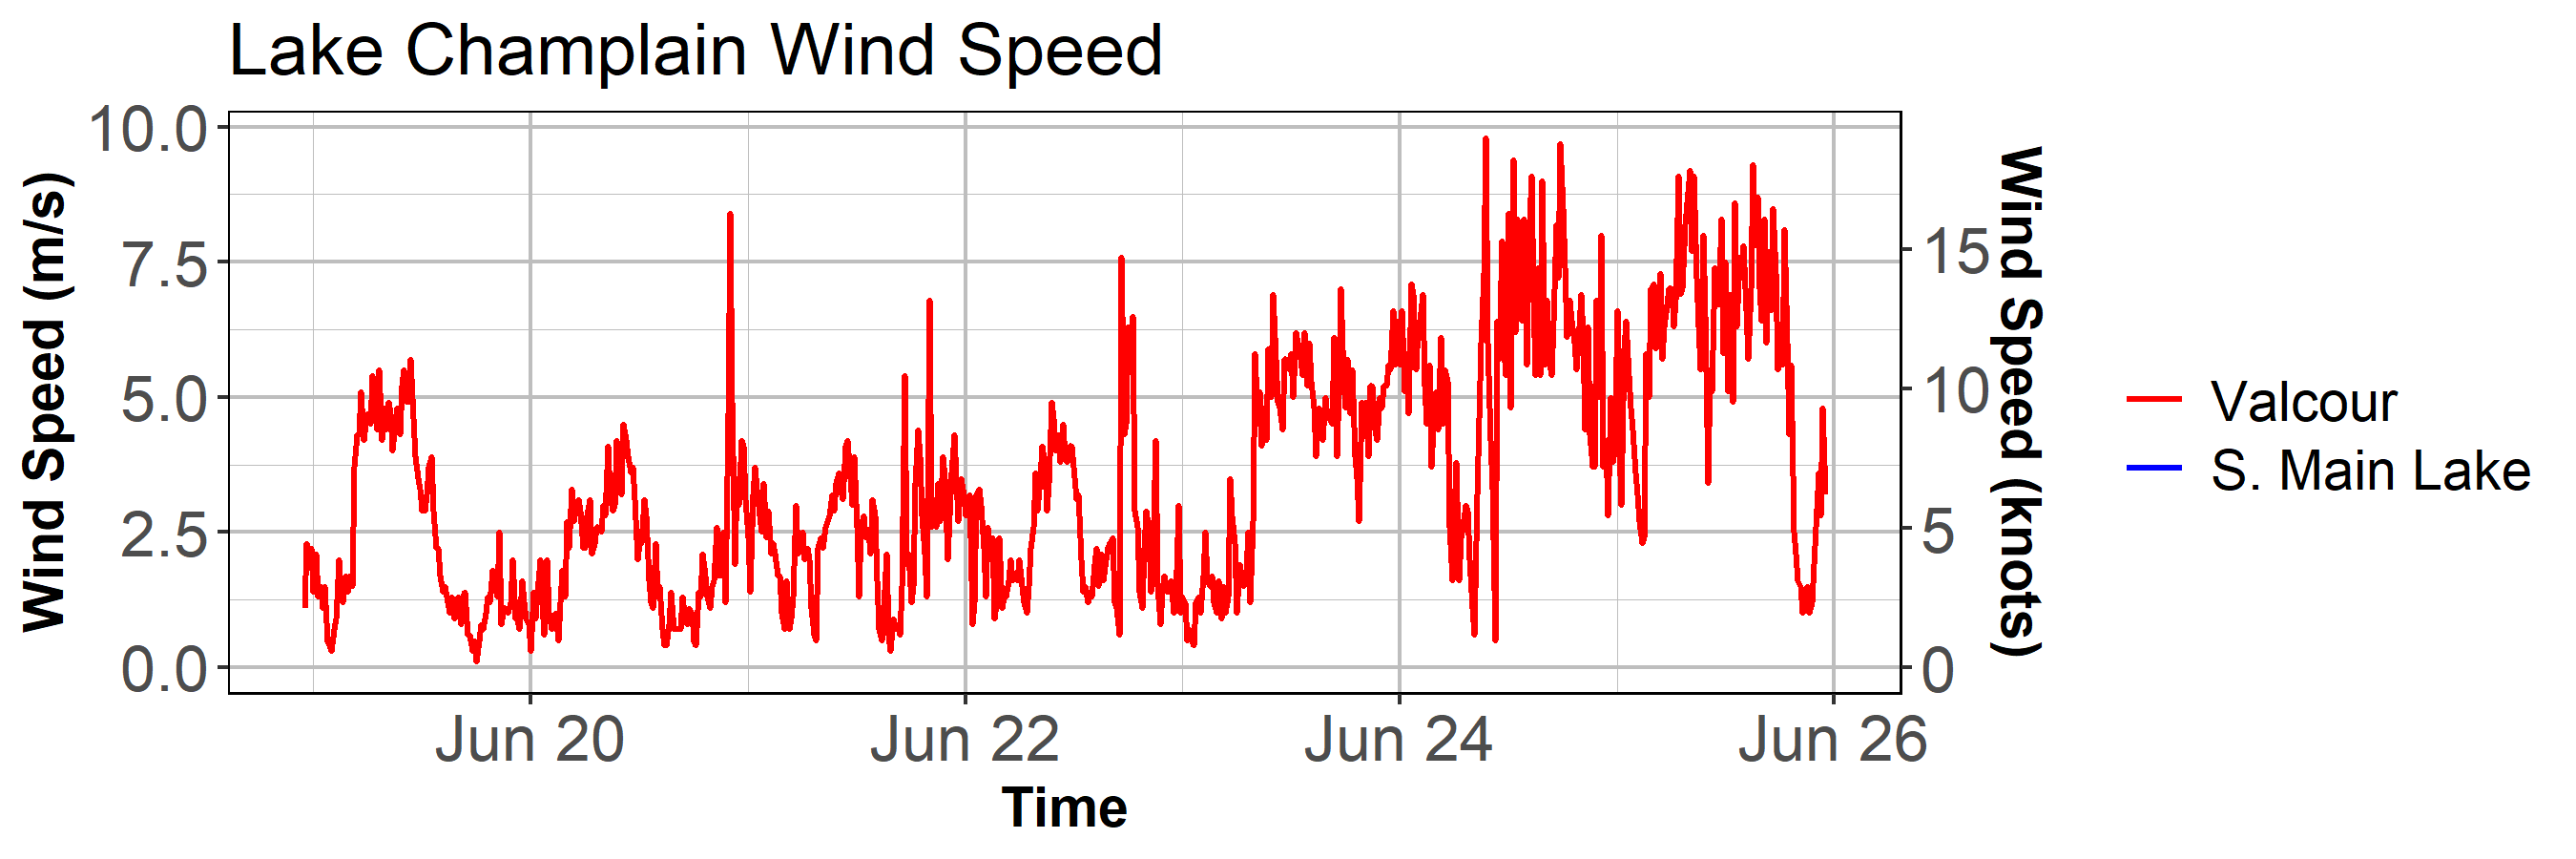 Lake Champlain Wind Speed
Wind Speed (m/s)
10.0
7.5
5.0
2.5
0.0
15
10
5
0
Wind Speed (knots)
Jun 20
Jun 22
Jun 24
Jun 26
Time
Valcour
S. Main Lake